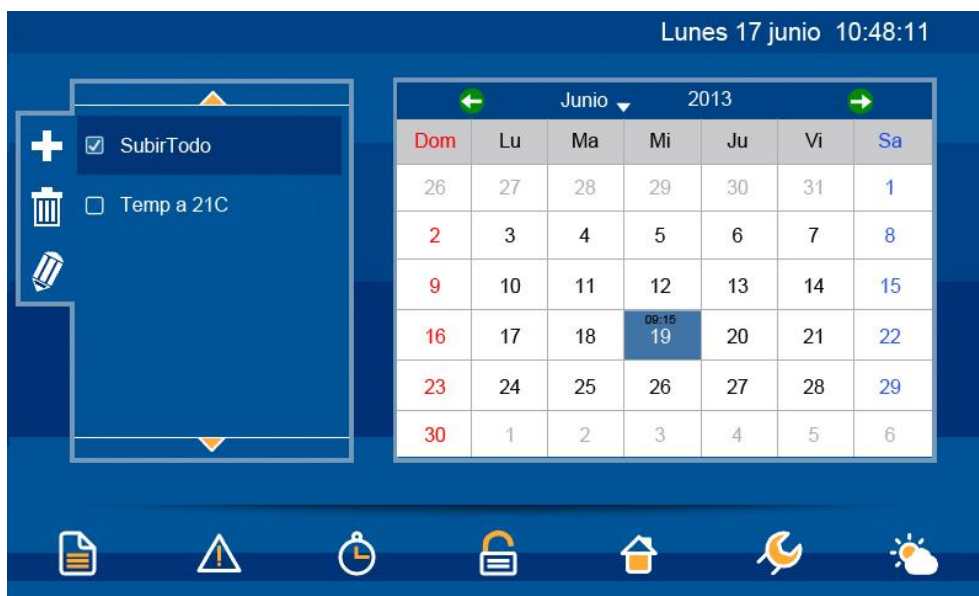 Lunes 17 junio 10:48:11
SubirTodo
Temp a 21C
Junio 2013
Dom Lu Ma Mi Ju Vi Sa
26 27 28 29 30 31 1
2 3 4 5 6 7 8
9 10 11 12 13 14 15
09:15
16 17 18 19 20 21 22
23 24 25 26 27 28 29
30 1 2 3 4 5 6